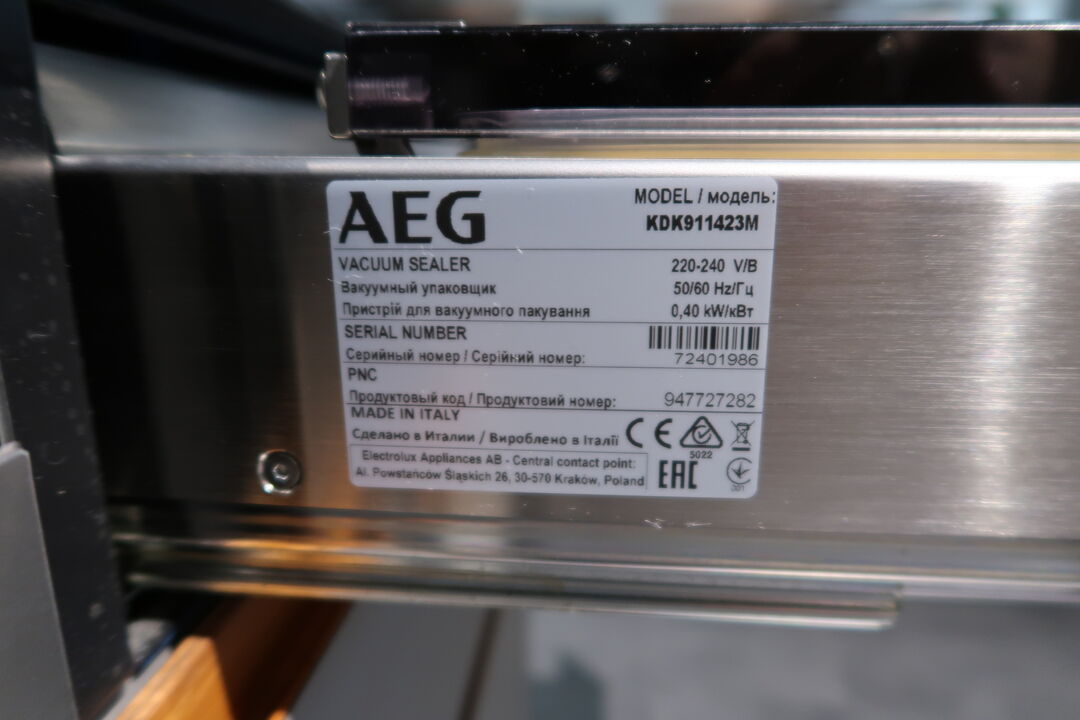 AEG
MODEL / модель:
KDK911423M
VACUUM SEALER
220-240 V/B
Вакуумный упаковщик
50/60 Hz/Гц
Пристрій для вакуумного пакування
0,40 kW/кВт
SERIAL NUMBER
Серийный номер / Серійний номер:
72401986
PNC
Продуктовый код / Продуктовий номер:
947727282
MADE IN ITALY
Сделано в Италии / Вироблено в Італії
CE
5022
Electrolux Appliances AB - Central contact point:
Al. Powstańców Śląskich 26, 30-570 Kraków, Poland
EAC
001